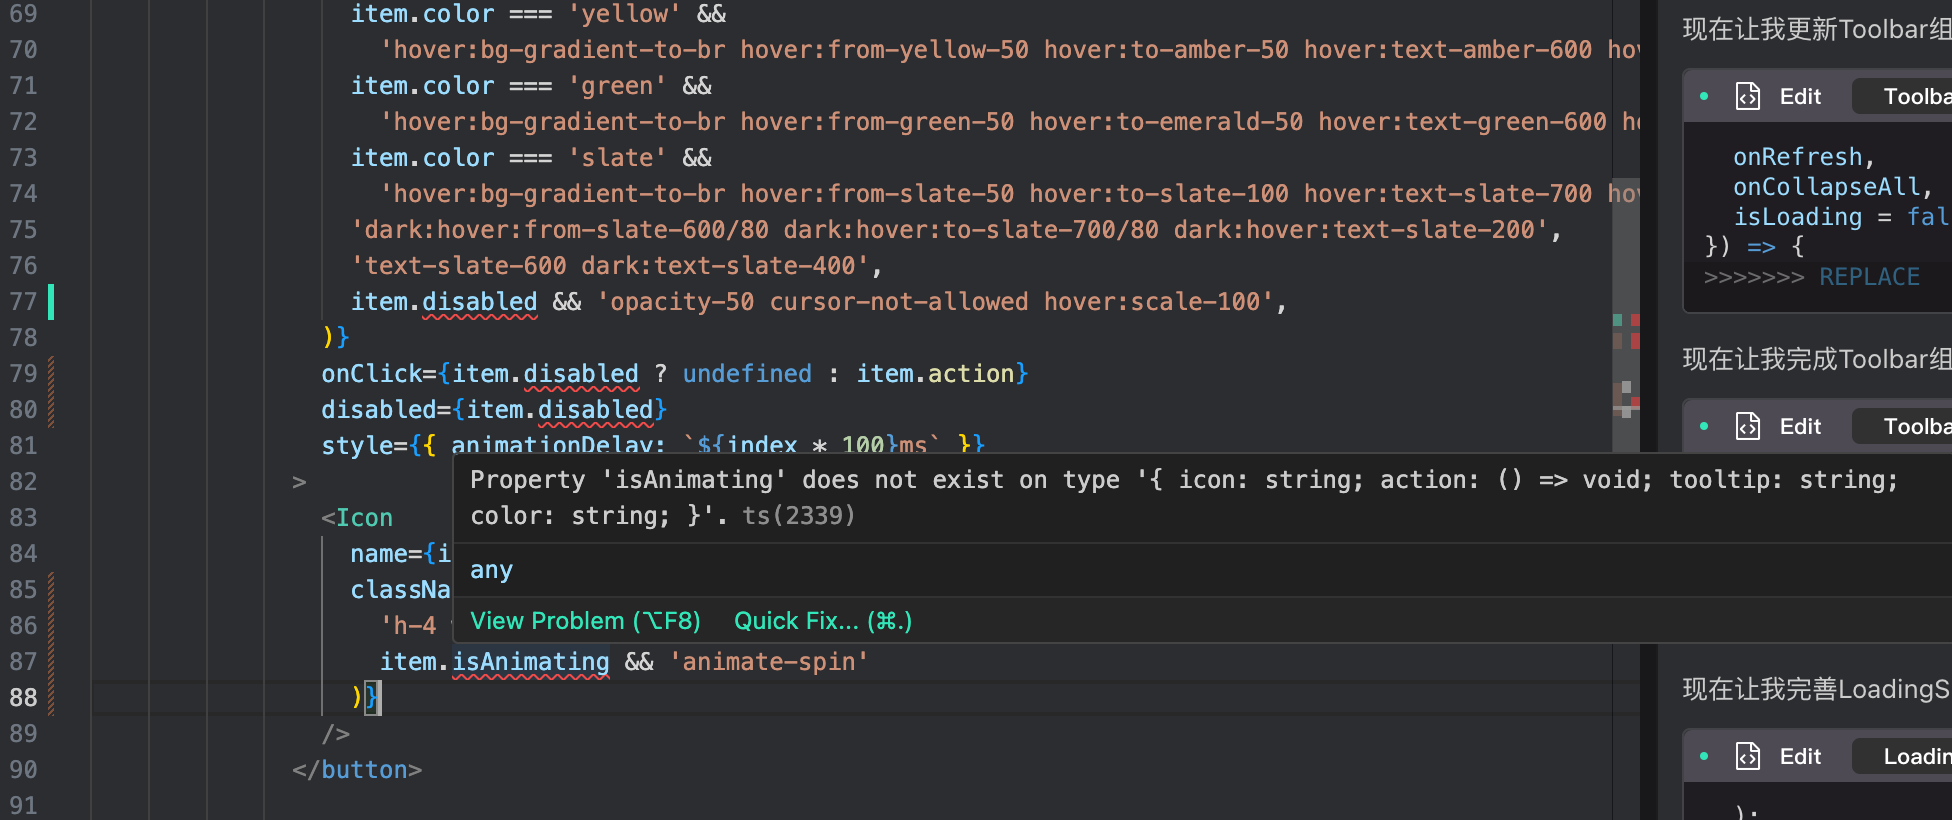 69 item.color === 'yellow' &&
70 'hover:bg-gradient-to-br hover:from-yellow-50 hover:to-amber-50 hover:text-amber-600
71 item.color === 'green' &&
72 'hover:bg-gradient-to-br hover:from-green-50 hover:to-emerald-50 hover:text-green-600
73 item.color === 'slate' &&
74 'hover:bg-gradient-to-br hover:from-slate-50 hover:to-slate-100 hover:text-slate-700
75 'dark:hover:from-slate-600/80 dark:hover:to-slate-700/80 dark:hover:text-slate-200',
76 'text-slate-600 dark:text-slate-400',
77 item.disabled && 'opacity-50 cursor-not-allowed hover:scale-100',
78 )}
79 onClick={item.disabled ? undefined : item.action}
80 disabled={item.disabled}
81 style={{ animationDelay: `${index * 100}ms` }}
82 >
83 <Icon
84 name={i
85 classNa
86 'h-4
87 item.isAnimating && 'animate-spin'
88 )}
89 />
90 </button>
91
Property 'isAnimating' does not exist on type '{ icon: string; action: () => void; tooltip: string;
color: string; }'. ts(2339)
any
View Problem (⌥F8) Quick Fix... (⌘.)
现在让我更新Toolbar组
Edit Toolba
onRefresh,
onCollapseAll,
isLoading = fal
}) => {
>>>>>>> REPLACE
现在让我完成Toolbar组
Edit Toolba
现在让我完善LoadingS
Edit Loadin
);